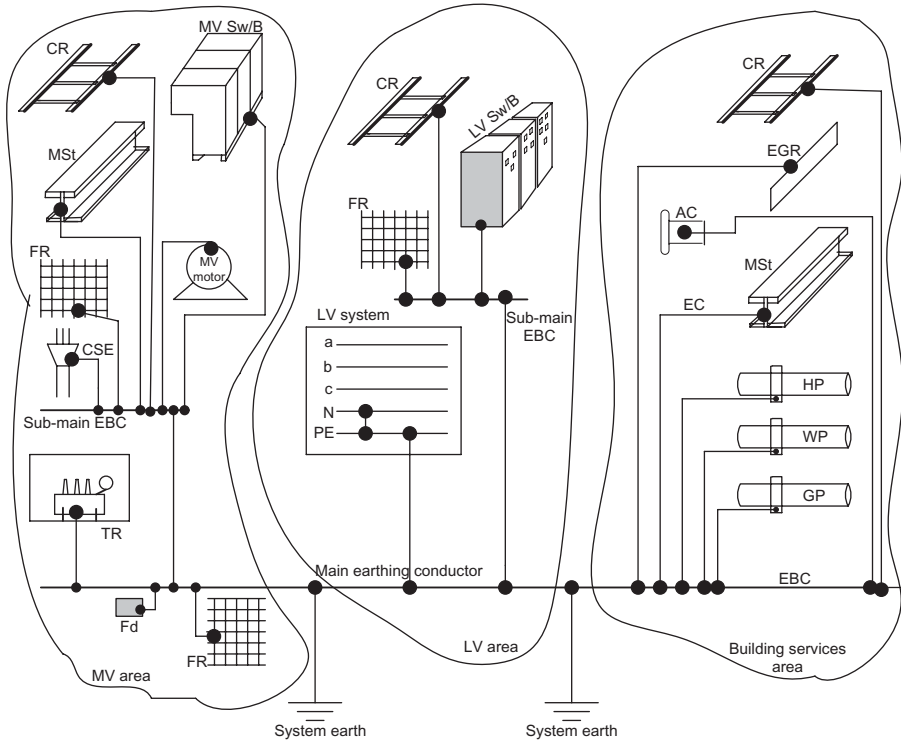 MV Sw/B
CR
MSt
FR
MV
motor
CSE
Sub-main EBC
TR
Fd
FR
MV area
CR
LV Sw/B
FR
LV system
Sub-main
EBC
a
b
c
N
PE
Main earthing conductor
LV area
System earth
System earth
CR
EGR
AC
MSt
EC
HP
WP
GP
EBC
Building services
area